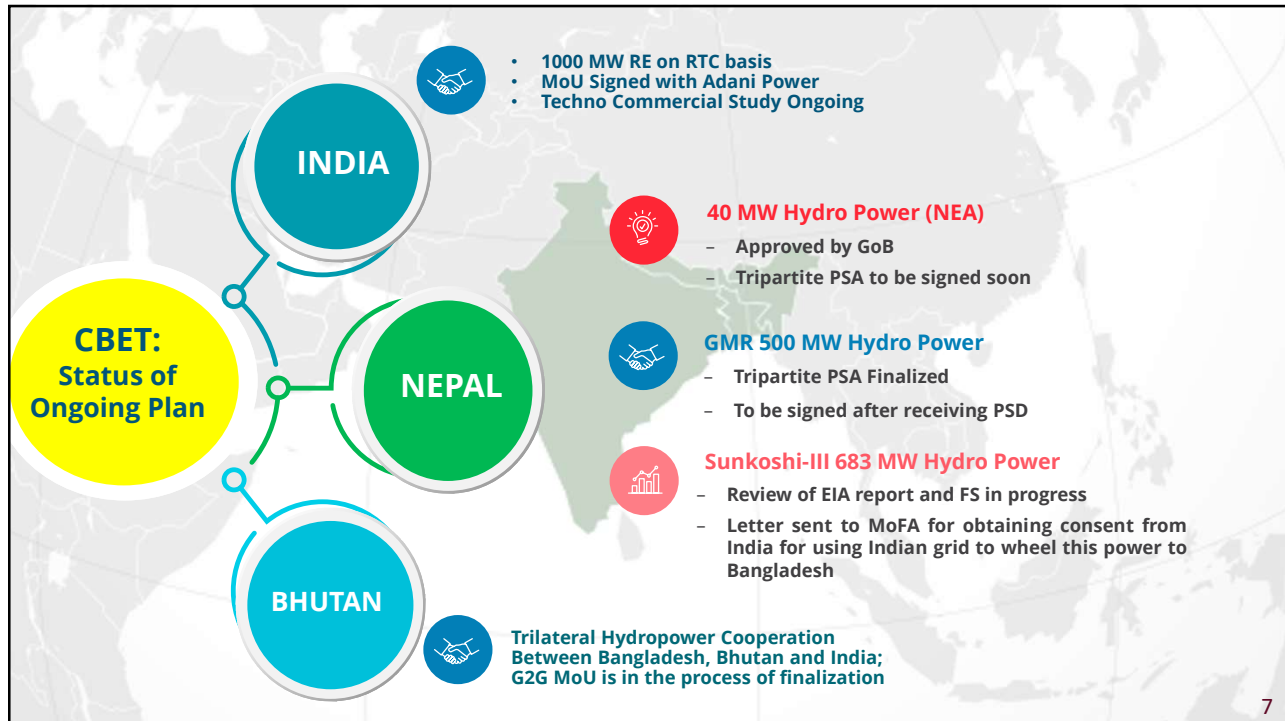 CBET:
Status of
Ongoing Plan
INDIA
• 1000 MW RE on RTC basis
• MoU Signed with Adani Power
• Techno Commercial Study Ongoing
NEPAL
40 MW Hydro Power (NEA)
– Approved by GoB
– Tripartite PSA to be signed soon
GMR 500 MW Hydro Power
– Tripartite PSA Finalized
– To be signed after receiving PSD
Sunkoshi-III 683 MW Hydro Power
– Review of EIA report and FS in progress
– Letter sent to MoFA for obtaining consent from
India for using Indian grid to wheel this power to
Bangladesh
BHUTAN
Trilateral Hydropower Cooperation
Between Bangladesh, Bhutan and India;
G2G MoU is in the process of finalization
7